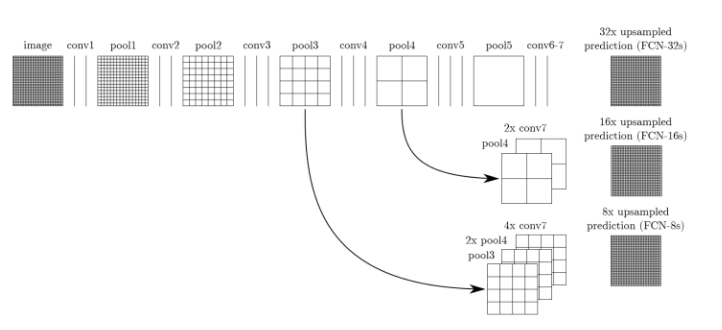 32x upsampled
image conv1 pool1 conv2 pool2 conv3 pool3 conv4 pool4 conv5 pool5 conv6-7 prediction (FCN-32s)
2x conv7
pool4
16x upsampled
prediction (FCN-16s)
4x conv7
2x pool4
pool3
8x upsampled
prediction (FCN-8s)